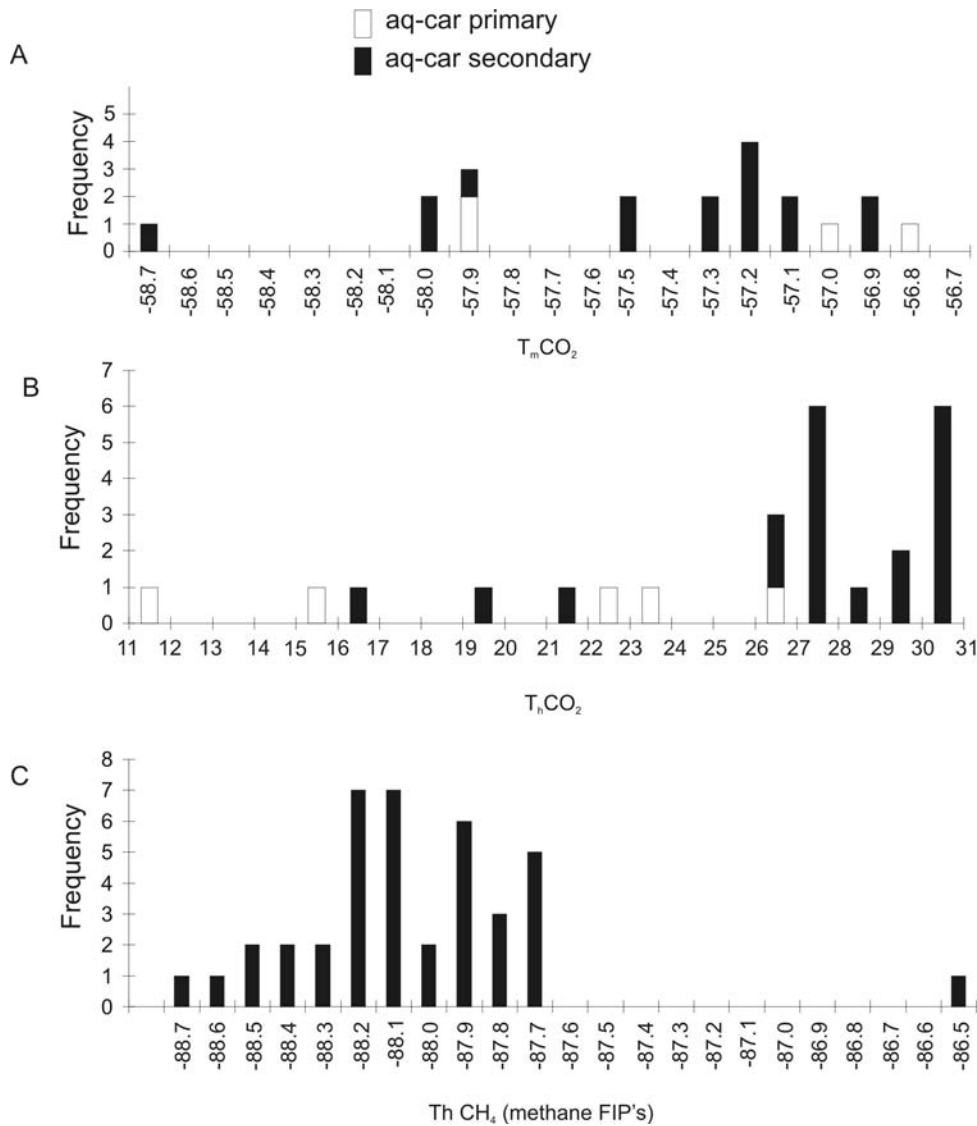 aq-car primary
aq-car secondary
A
Frequency
5
4
3
2
1
0
-58.7 -58.6 -58.5 -58.4 -58.3 -58.2 -58.1 -58.0 -57.9 -57.8 -57.7 -57.6 -57.5 -57.4 -57.3 -57.2 -57.1 -57.0 -56.9 -56.8 -56.7
TₘCO₂
B
Frequency
7
6
5
4
3
2
1
0
11 12 13 14 15 16 17 18 19 20 21 22 23 24 25 26 27 28 29 30 31
TₕCO₂
C
Frequency
8
7
6
5
4
3
2
1
0
-88.7 -88.6 -88.5 -88.4 -88.3 -88.2 -88.1 -88.0 -87.9 -87.8 -87.7 -87.6 -87.5 -87.4 -87.3 -87.2 -87.1 -87.0 -86.9 -86.8 -86.7 -86.6 -86.5
Th CH₄ (methane FIP's)